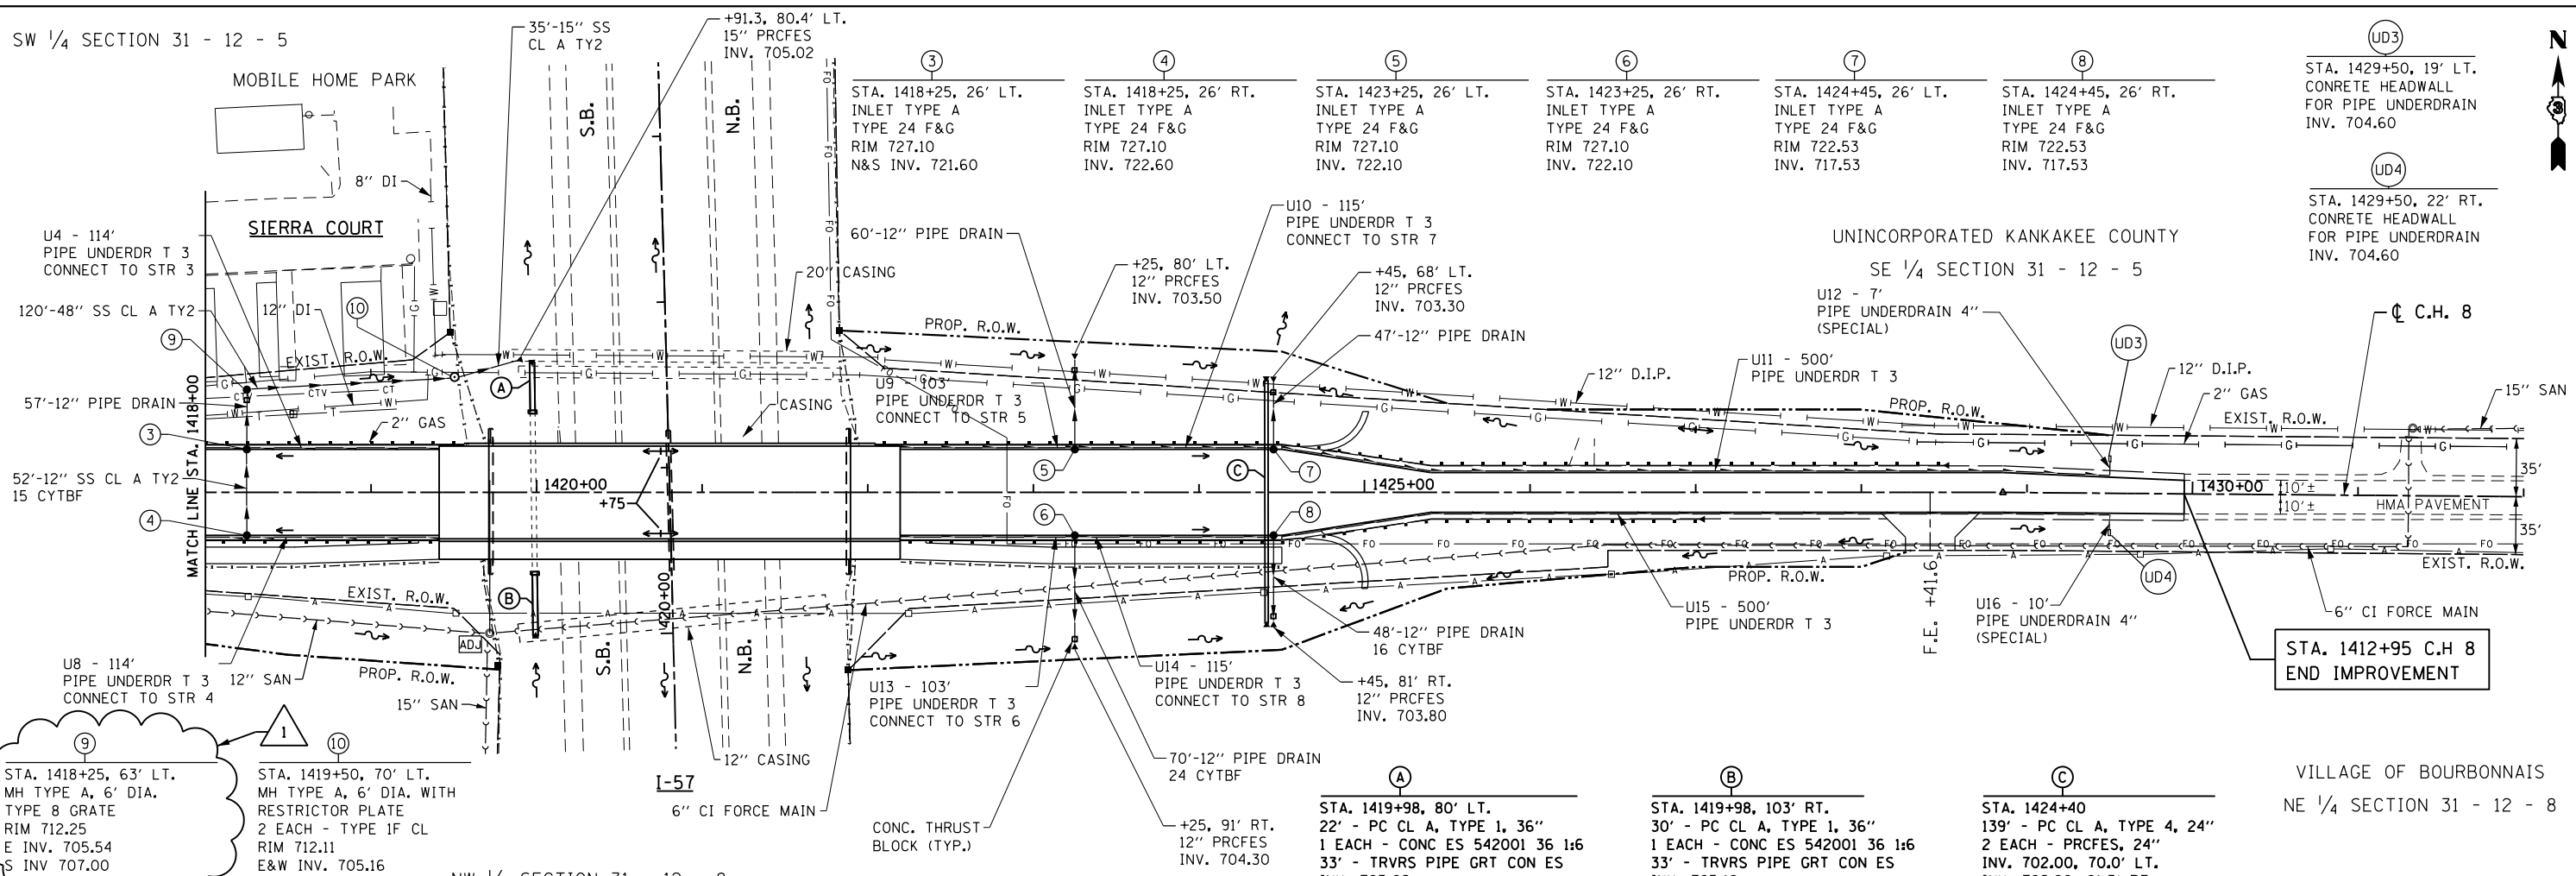 SW 1/4 SECTION 31 - 12 - 5
MOBILE HOME PARK
35'-15" SS
CL A TY2
+91.3, 80.4' LT.
15" PRCFES
INV. 705.02
S.B.
N.B.
FO
FO
FO
FO
3
STA. 1418+25, 26' LT.
INLET TYPE A
TYPE 24 F&G
RIM 727.10
N&S INV. 721.60
4
STA. 1418+25, 26' RT.
INLET TYPE A
TYPE 24 F&G
RIM 727.10
INV. 722.60
5
STA. 1423+25, 26' LT.
INLET TYPE A
TYPE 24 F&G
RIM 727.10
INV. 722.10
6
STA. 1423+25, 26' RT.
INLET TYPE A
TYPE 24 F&G
RIM 727.10
INV. 722.10
7
STA. 1424+45, 26' LT.
INLET TYPE A
TYPE 24 F&G
RIM 722.53
INV. 717.53
8
STA. 1424+45, 26' RT.
INLET TYPE A
TYPE 24 F&G
RIM 722.53
INV. 717.53
UD3
STA. 1429+50, 19' LT.
CONRETE HEADWALL
FOR PIPE UNDERDRAIN
INV. 704.60
UD4
STA. 1429+50, 22' RT.
CONRETE HEADWALL
FOR PIPE UNDERDRAIN
INV. 704.60
N
3
8" DI
SIERRA COURT
U4 - 114'
PIPE UNDERDR T 3
CONNECT TO STR 3
120'-48" SS CL A TY2
12" DI
10
9
EXIST. R.O.W.
57'-12" PIPE DRAIN
2" GAS
3
52'-12" SS CL A TY2
15 CYTBF
4
MATCH LINE STA. 1418+00
A
20" CASING
CASING
60'-12" PIPE DRAIN
U10 - 115'
PIPE UNDERDR T 3
CONNECT TO STR 7
+25, 80' LT.
12" PRCFES
INV. 703.50
+45, 68' LT.
12" PRCFES
INV. 703.30
47'-12" PIPE DRAIN
PROP. R.O.W.
U9 - 103'
PIPE UNDERDR T 3
CONNECT TO STR 5
12" D.I.P.
U11 - 500'
PIPE UNDERDR T 3
UNINCORPORATED KANKAKEE COUNTY
SE 1/4 SECTION 31 - 12 - 5
U12 - 7'
PIPE UNDERDRAIN 4"
(SPECIAL)
UD3
℄ C.H. 8
12" D.I.P.
2" GAS
15" SAN
PROP. R.O.W.
EXIST. R.O.W.
5
7
C
1420+00
+75
1425+00
1430+00
10'±
10'±
35'
35'
HMA PAVEMENT
6
8
1420+00
B
EXIST. R.O.W.
ADJ
PROP. R.O.W.
U8 - 114'
PIPE UNDERDR T 3
CONNECT TO STR 4
12" SAN
15" SAN
S.B.
N.B.
12" CASING
I-57
6" CI FORCE MAIN
U13 - 103'
PIPE UNDERDR T 3
CONNECT TO STR 6
CONC. THRUST
BLOCK (TYP.)
U14 - 115'
PIPE UNDERDR T 3
CONNECT TO STR 8
70'-12" PIPE DRAIN
24 CYTBF
+25, 91' RT.
12" PRCFES
INV. 704.30
48'-12" PIPE DRAIN
16 CYTBF
+45, 81' RT.
12" PRCFES
INV. 703.80
U15 - 500'
PIPE UNDERDR T 3
PROP. R.O.W.
F.E. +41.6
U16 - 10'
PIPE UNDERDRAIN 4"
(SPECIAL)
UD4
EXIST. R.O.W.
6" CI FORCE MAIN
STA. 1412+95 C.H 8
END IMPROVEMENT
1
9
STA. 1418+25, 63' LT.
MH TYPE A, 6' DIA.
TYPE 8 GRATE
RIM 712.25
E INV. 705.54
S INV 707.00
10
STA. 1419+50, 70' LT.
MH TYPE A, 6' DIA. WITH
RESTRICTOR PLATE
2 EACH - TYPE 1F CL
RIM 712.11
E&W INV. 705.16
A
STA. 1419+98, 80' LT.
22' - PC CL A, TYPE 1, 36"
1 EACH - CONC ES 542001 36 1:6
33' - TRVRS PIPE GRT CON ES
B
STA. 1419+98, 103' RT.
30' - PC CL A, TYPE 1, 36"
1 EACH - CONC ES 542001 36 1:6
33' - TRVRS PIPE GRT CON ES
C
STA. 1424+40
139' - PC CL A, TYPE 4, 24"
2 EACH - PRCFES, 24"
INV. 702.00, 70.0' LT.
VILLAGE OF BOURBONNAIS
NE 1/4 SECTION 31 - 12 - 8